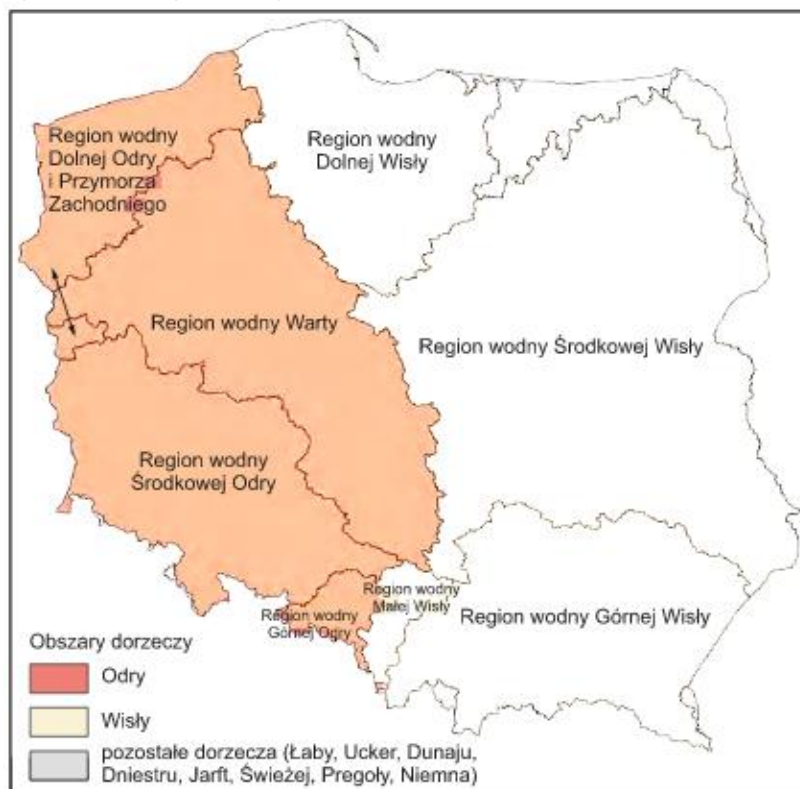 Region wodny
Dolnej Odry
i Przymorza
Zachodniego
Region wodny
Dolnej Wisły
Region wodny Warty
Region wodny Środkowej Wisły
Region wodny
Środkowej Odry
Region wodny
Małej Wisły
Region wodny
Górnej Ogry
Region wodny Górnej Wisły
Obszary dorzeczy
Odry
Wisły
pozostałe dorzecza (Łaby, Ucker, Dunaju,
Dniestru, Jarft, Świeżej, Pregoły, Niemna)